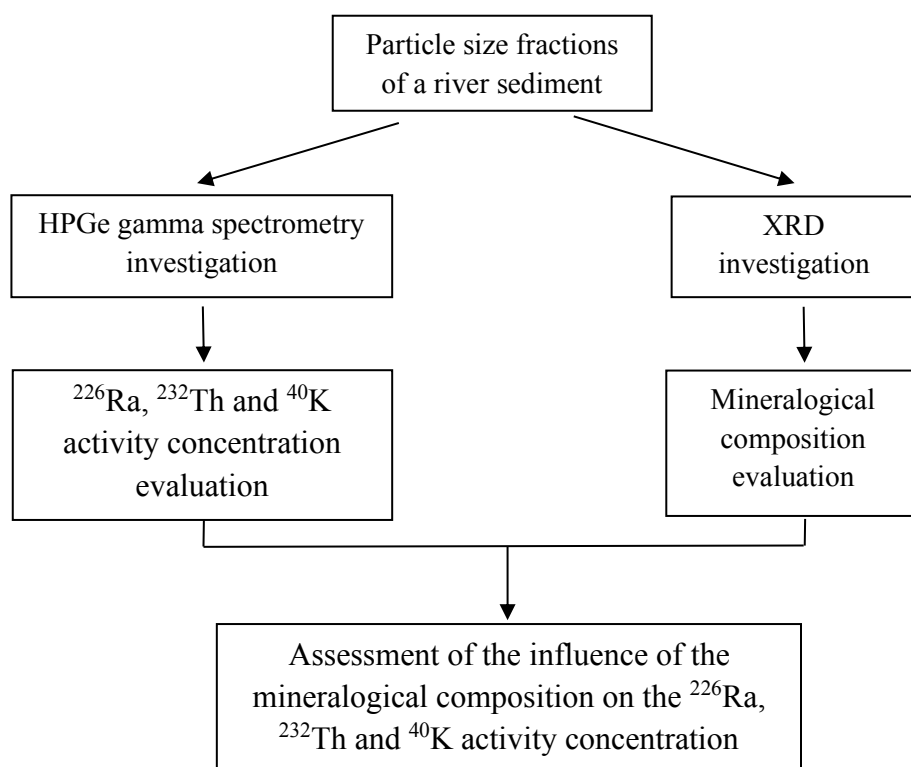 Particle size fractions
of a river sediment
HPGe gamma spectrometry
investigation
XRD
investigation
²²⁶Ra, ²³²Th and ⁴⁰K
activity concentration
evaluation
Mineralogical
composition
evaluation
Assessment of the influence of the
mineralogical composition on the ²²⁶Ra,
²³²Th and ⁴⁰K activity concentration